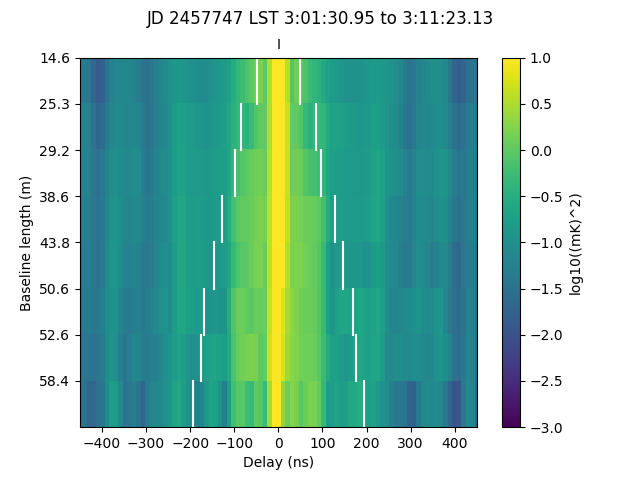 JD 2457747 LST 3:01:30.95 to 3:11:23.13
I
14.6
25.3
29.2
38.6
43.8
50.6
52.6
58.4
Baseline length (m)
−400 −300 −200 −100 0 100 200 300 400
Delay (ns)
1.0
0.5
0.0
−0.5
−1.0
−1.5
−2.0
−2.5
−3.0
log10((mK)^2)